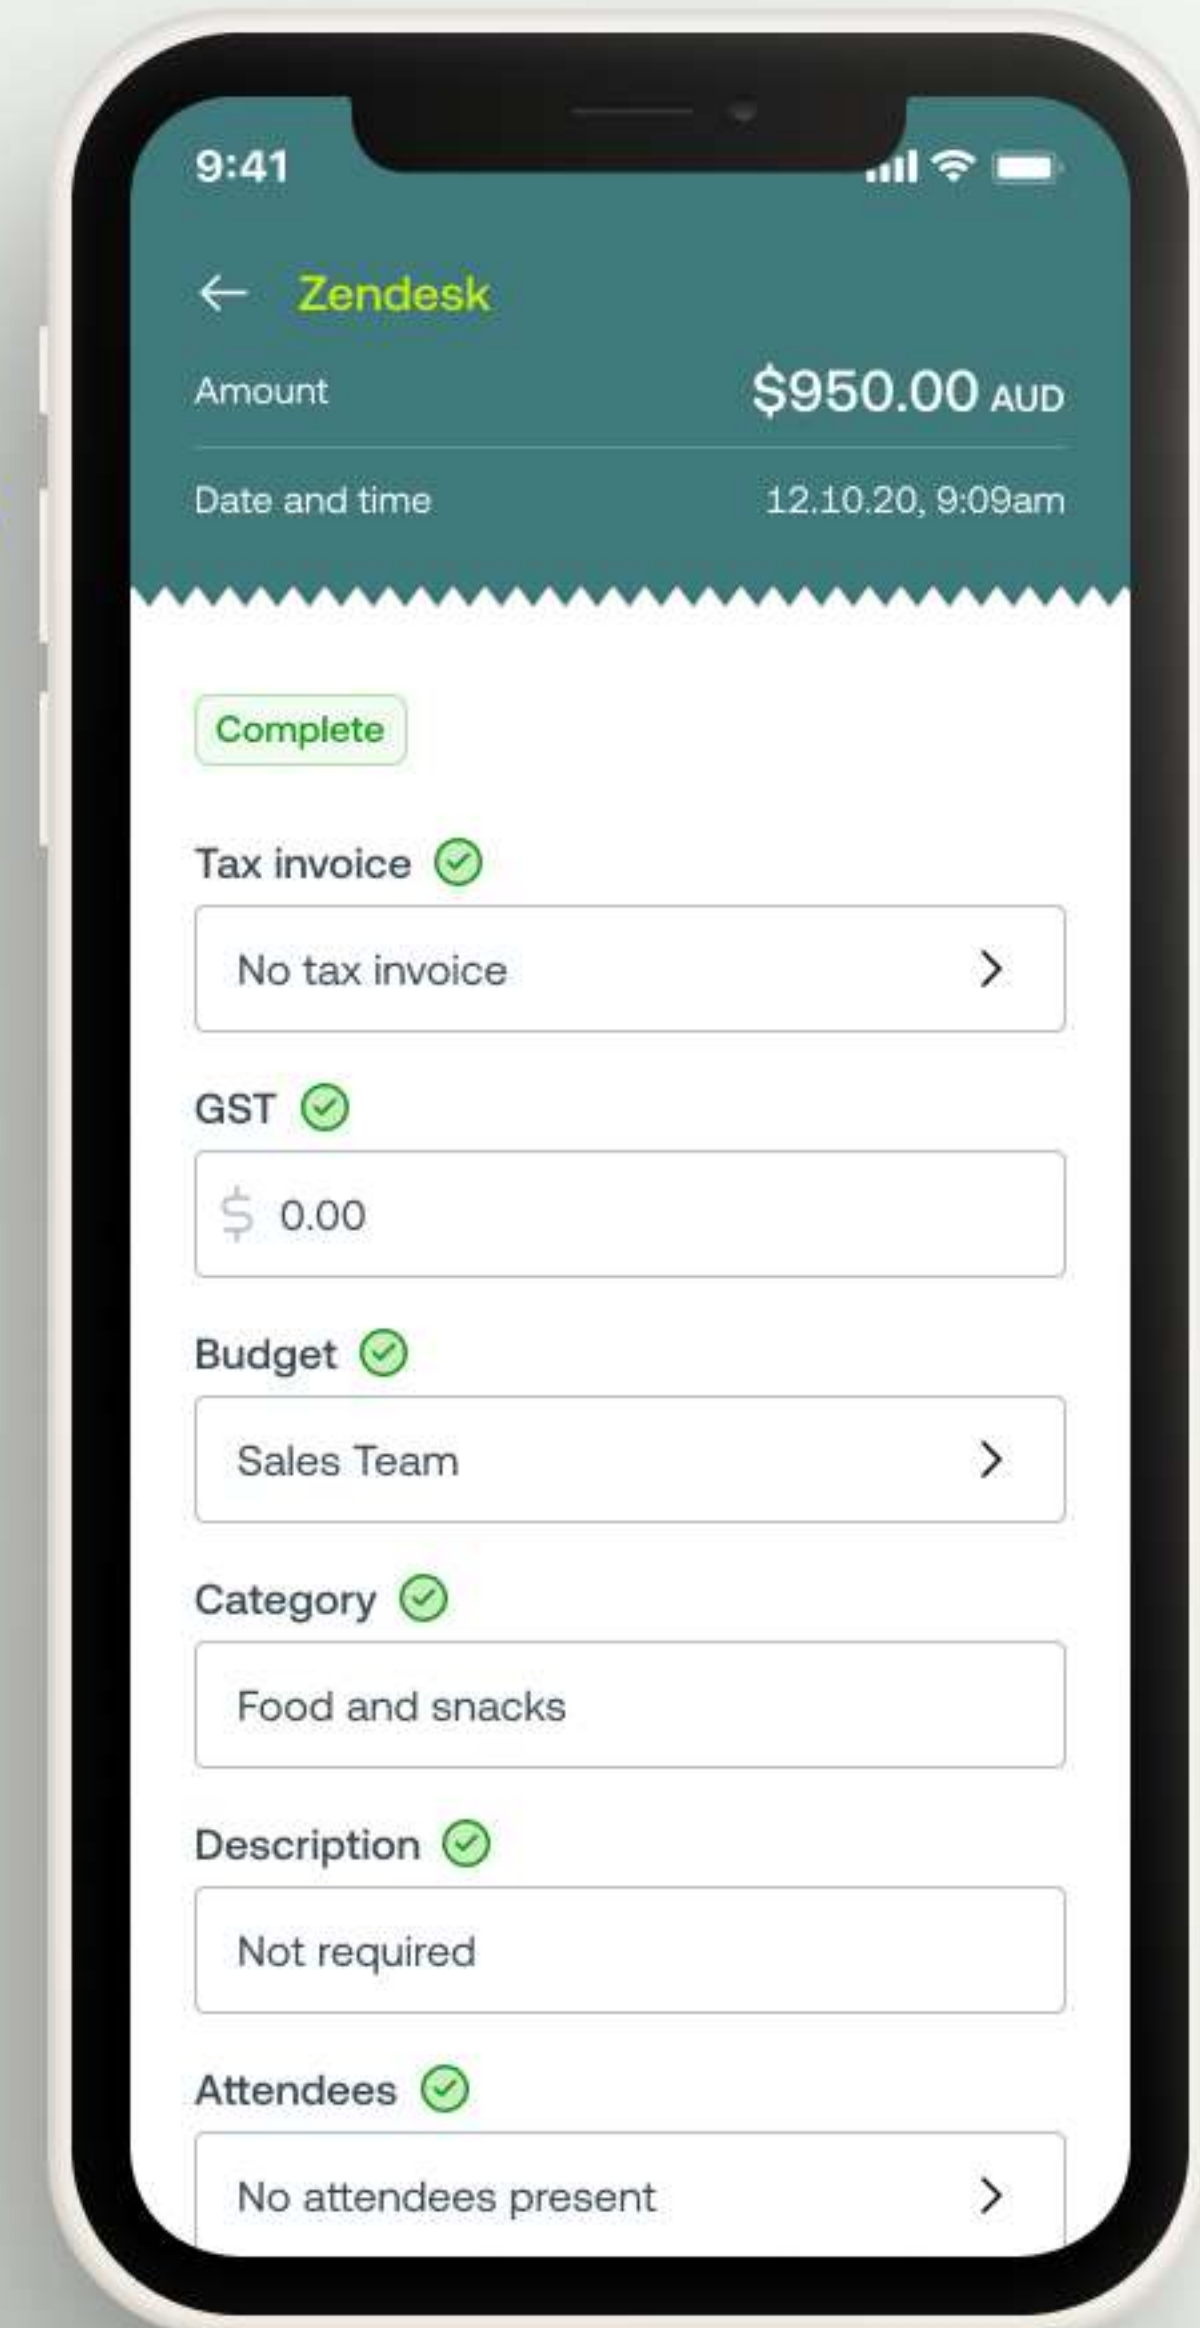 9:41
Zendesk
Amount $950.00 AUD
Date and time 12.10.20, 9:09am
Complete
Tax invoice
No tax invoice
GST
$ 0.00
Budget
Sales Team
Category
Food and snacks
Description
Not required
Attendees
No attendees present